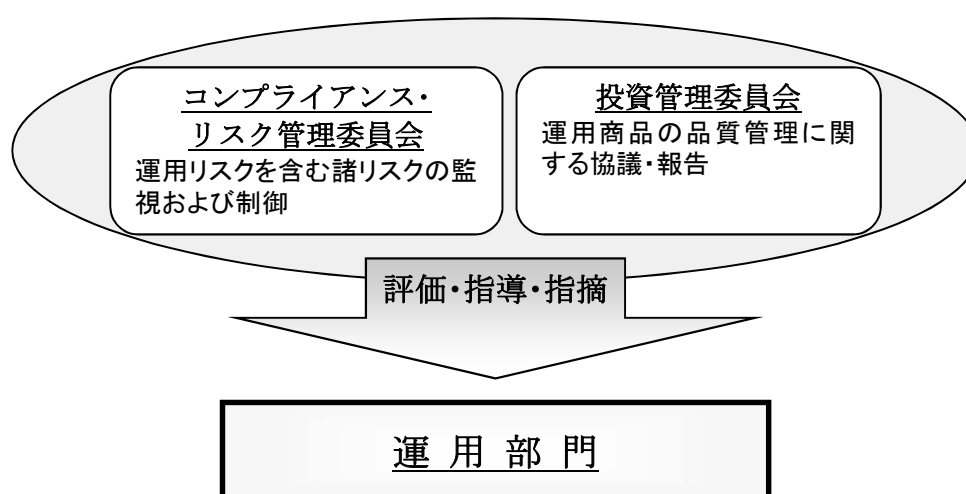 コンプライアンス・
リスク管理委員会
運用リスクを含む諸リスクの監
視および制御
投資管理委員会
運用商品の品質管理に関
する協議・報告
評価・指導・指摘
運用部門